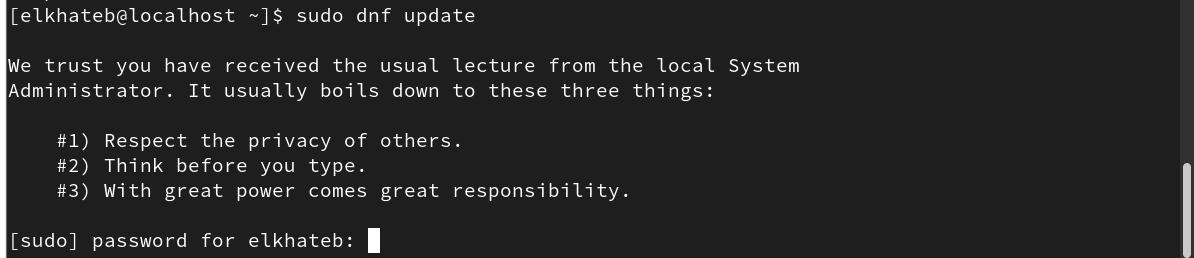 [elkhateb@localhost ~]$ sudo dnf update
We trust you have received the usual lecture from the local System
Administrator. It usually boils down to these three things:
#1) Respect the privacy of others.
#2) Think before you type.
#3) With great power comes great responsibility.
[sudo] password for elkhateb: